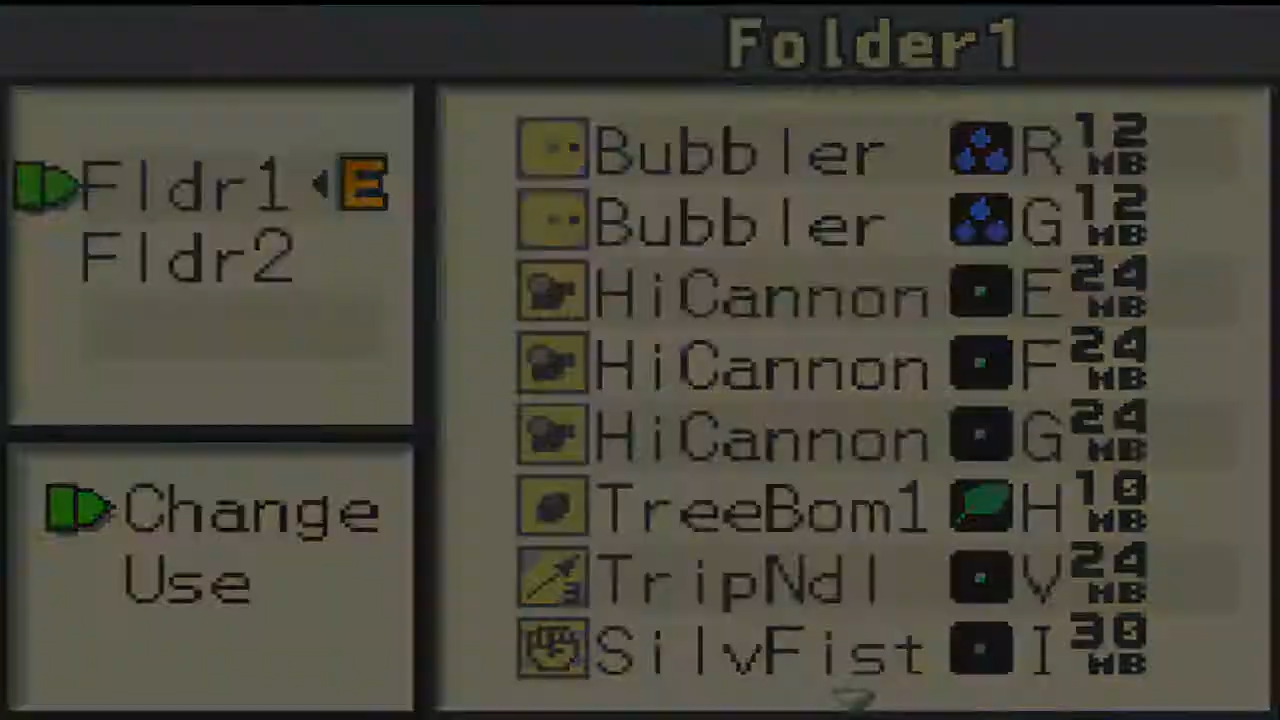 Folder1
Fldr1 E
Fldr2
Change
Use
Bubbler R 12 MB
Bubbler G 12 MB
HiCannon E 24 MB
HiCannon F 24 MB
HiCannon G 24 MB
TreeBom1 H 10 MB
TripNdl V 24 MB
SilvFist I 30 MB